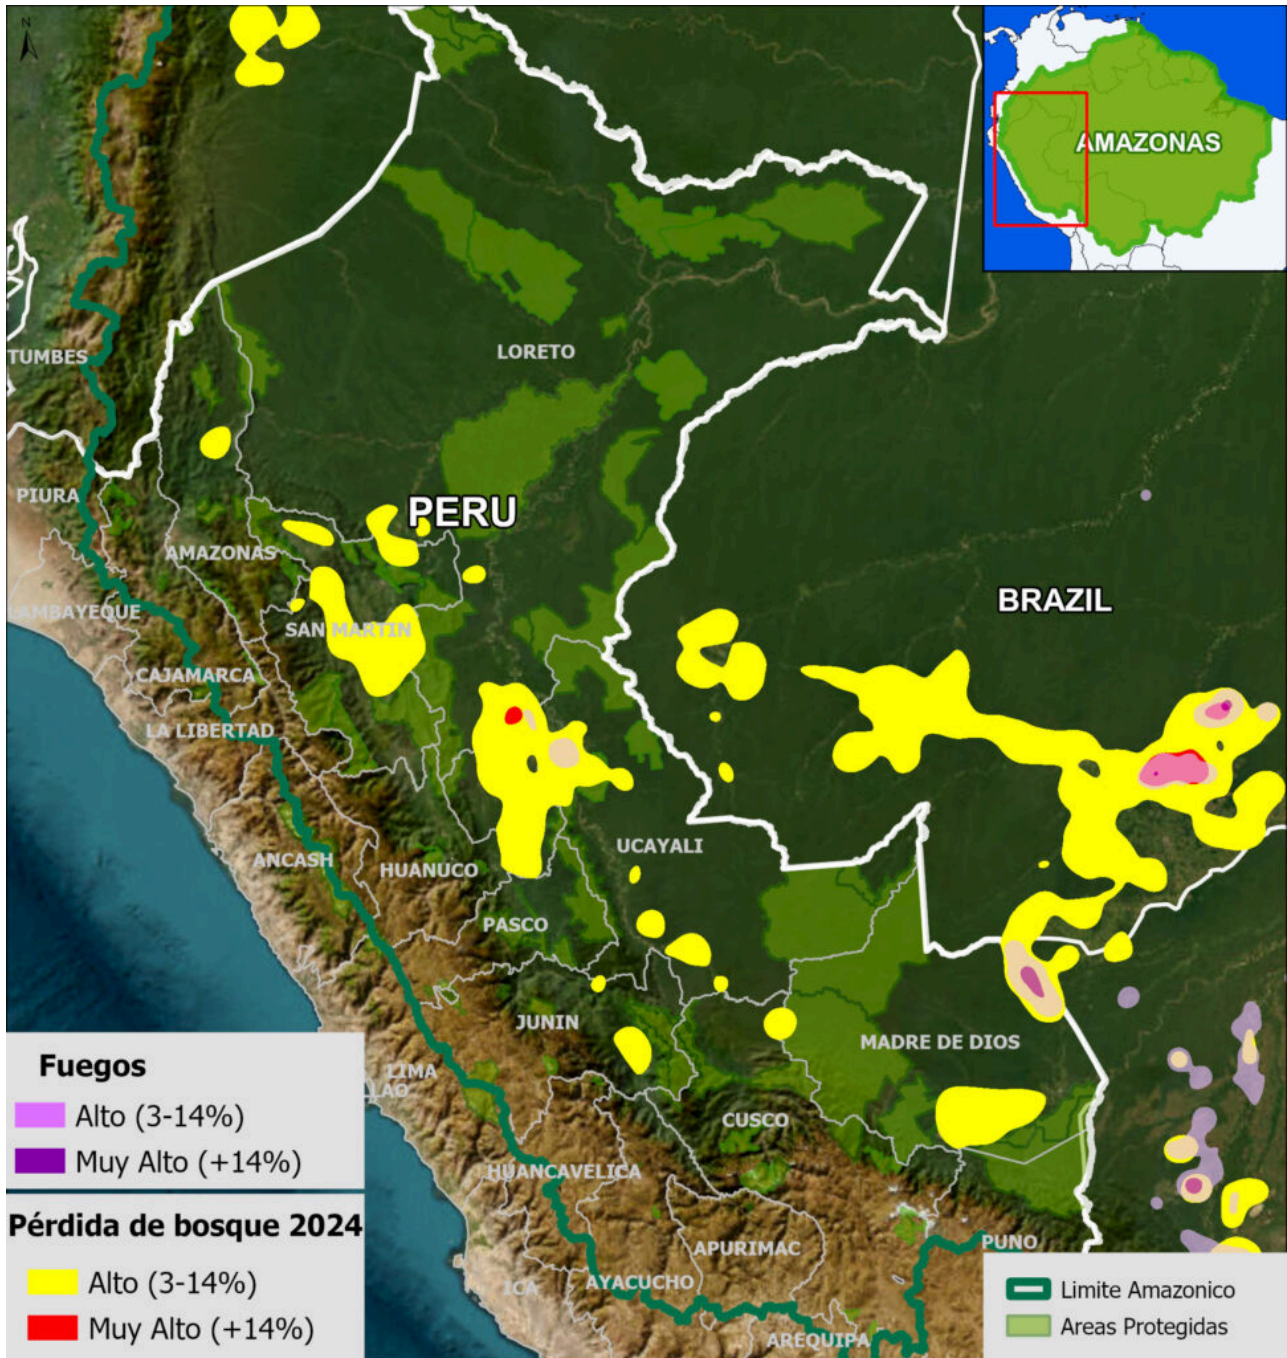 N
AMAZONAS
TUMBES
LORETO
PIURA
PERU
AMAZONAS
BRAZIL
LAMBAYEQUE
SAN MARTIN
CAJAMARCA
LA LIBERTAD
UCAYALI
ANCASH
HUANUCO
PASCO
JUNIN
MADRE DE DIOS
LIMA
LLAO
CUSCO
HUANCAVELICA
APURIMAC
PUNO
ICA
AYACUCHO
AREQUIPA
Fuegos
Alto (3-14%)
Muy Alto (+14%)
Pérdida de bosque 2024
Alto (3-14%)
Muy Alto (+14%)
Limite Amazonico
Areas Protegidas